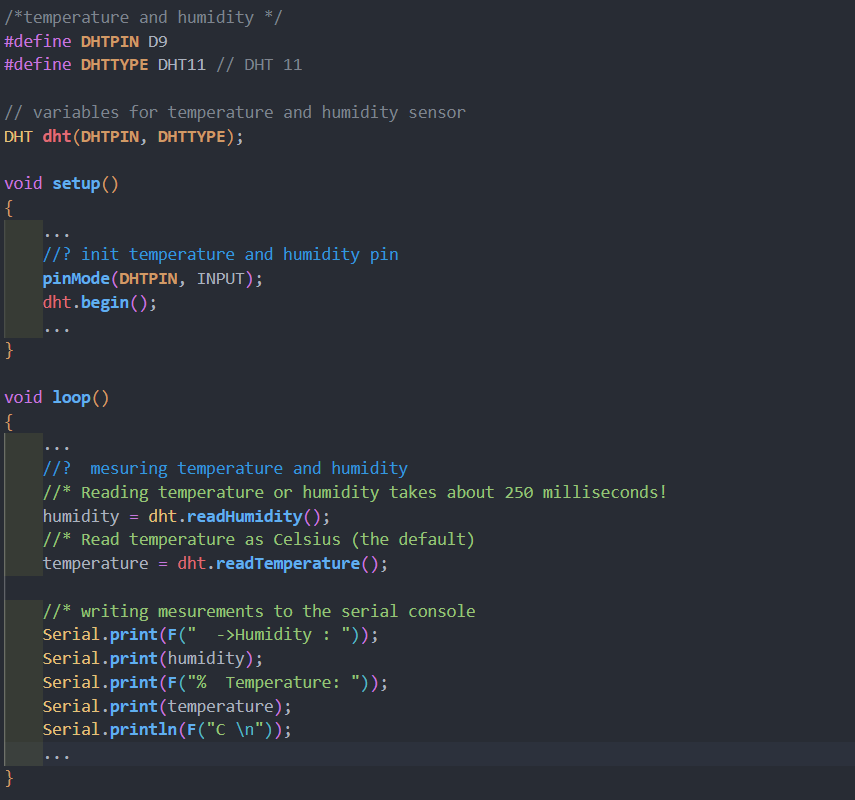 /*temperature and humidity */
#define DHTPIN D9
#define DHTTYPE DHT11 // DHT 11
// variables for temperature and humidity sensor
DHT dht(DHTPIN, DHTTYPE);
void setup()
{
...
//? init temperature and humidity pin
pinMode(DHTPIN, INPUT);
dht.begin();
...
}
void loop()
{
...
//?  mesuring temperature and humidity
//* Reading temperature or humidity takes about 250 milliseconds!
humidity = dht.readHumidity();
//* Read temperature as Celsius (the default)
temperature = dht.readTemperature();
//* writing mesurements to the serial console
Serial.print(F("  ->Humidity : "));
Serial.print(humidity);
Serial.print(F("%  Temperature: "));
Serial.print(temperature);
Serial.println(F("C \n"));
...
}